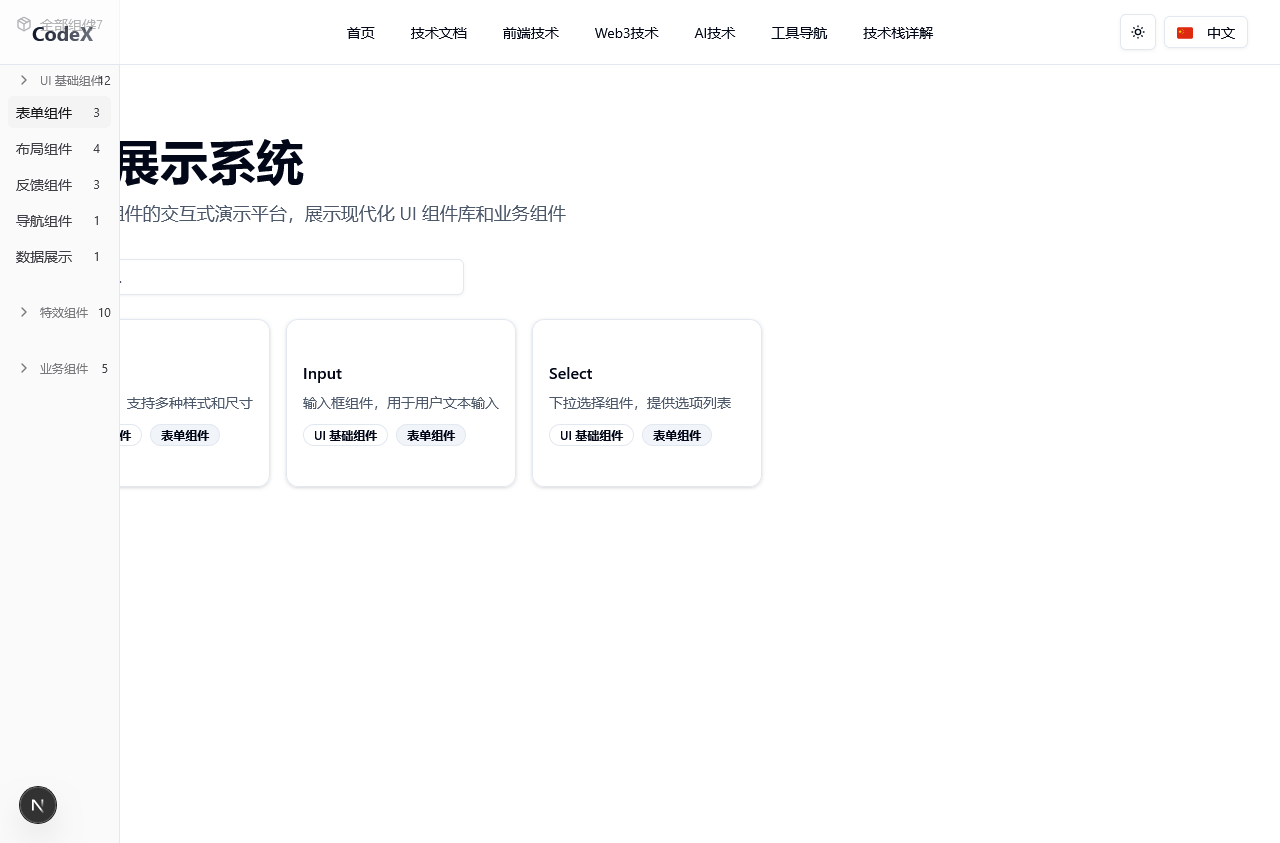 全部组件
27
CodeX
首页
技术文档
前端技术
Web3技术
AI技术
工具导航
技术栈详解
中文
UI 基础组件
12
表单组件
3
布局组件
4
反馈组件
3
导航组件
1
数据展示
1
特效组件
10
业务组件
5
展示系统
组件的交互式演示平台，展示现代化 UI 组件库和业务组件
支持多种样式和尺寸
件
表单组件
Input
输入框组件，用于用户文本输入
UI 基础组件
表单组件
Select
下拉选择组件，提供选项列表
UI 基础组件
表单组件
N